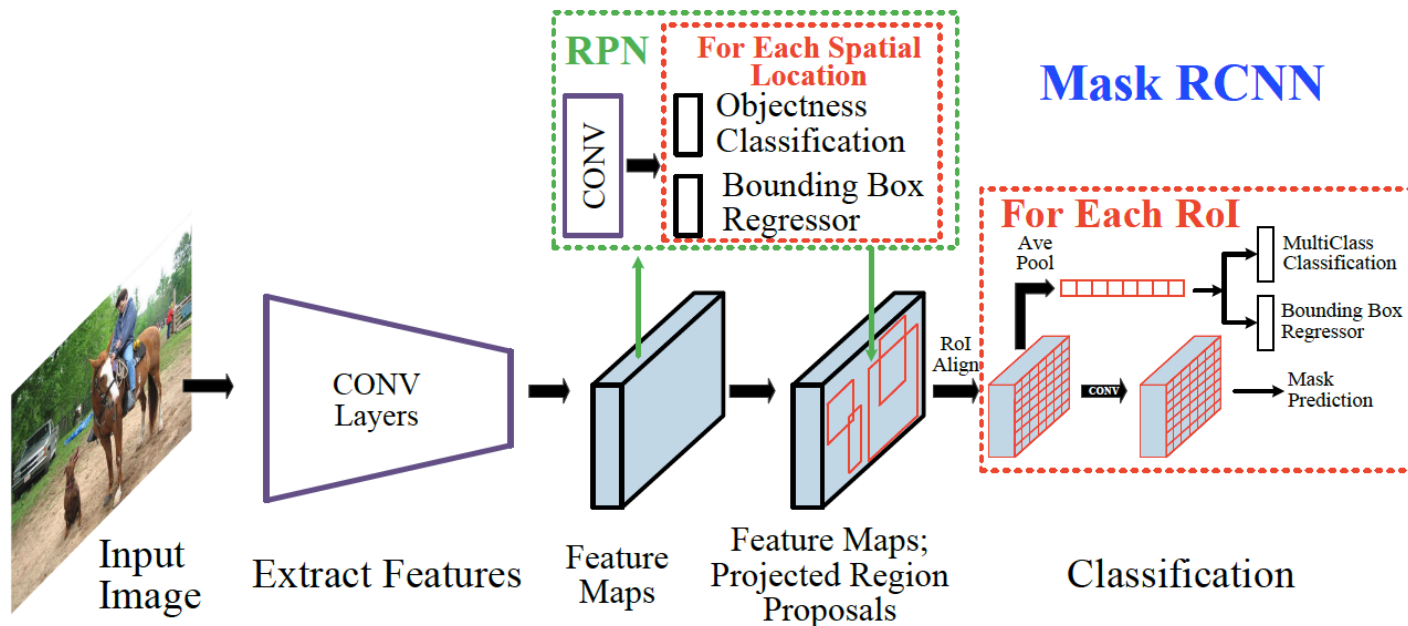 RPN
For Each Spatial
Location
CONV
Objectness
Classification
Bounding Box
Regressor
Mask RCNN
For Each RoI
Ave
Pool
MultiClass
Classification
Bounding Box
Regressor
CONV
Layers
RoI
Align
CONV
Mask
Prediction
Input
Image
Extract Features
Feature
Maps
Feature Maps;
Projected Region
Proposals
Classification